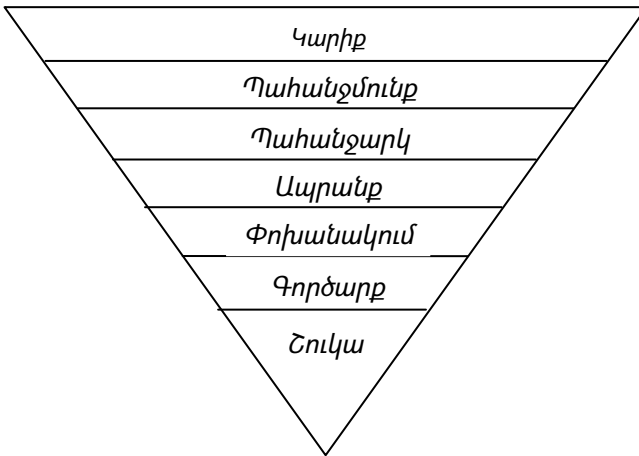 Կարիք
Պահանջմունք
Պահանջարկ
Ապրանք
Փոխանակում
Գործարք
Շուկա